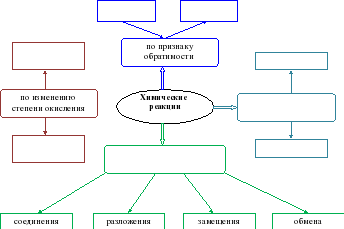 по признаку
обратимости
по изменению
степени окисления
Химические
реакции
соединения
разложения
замещения
обмена